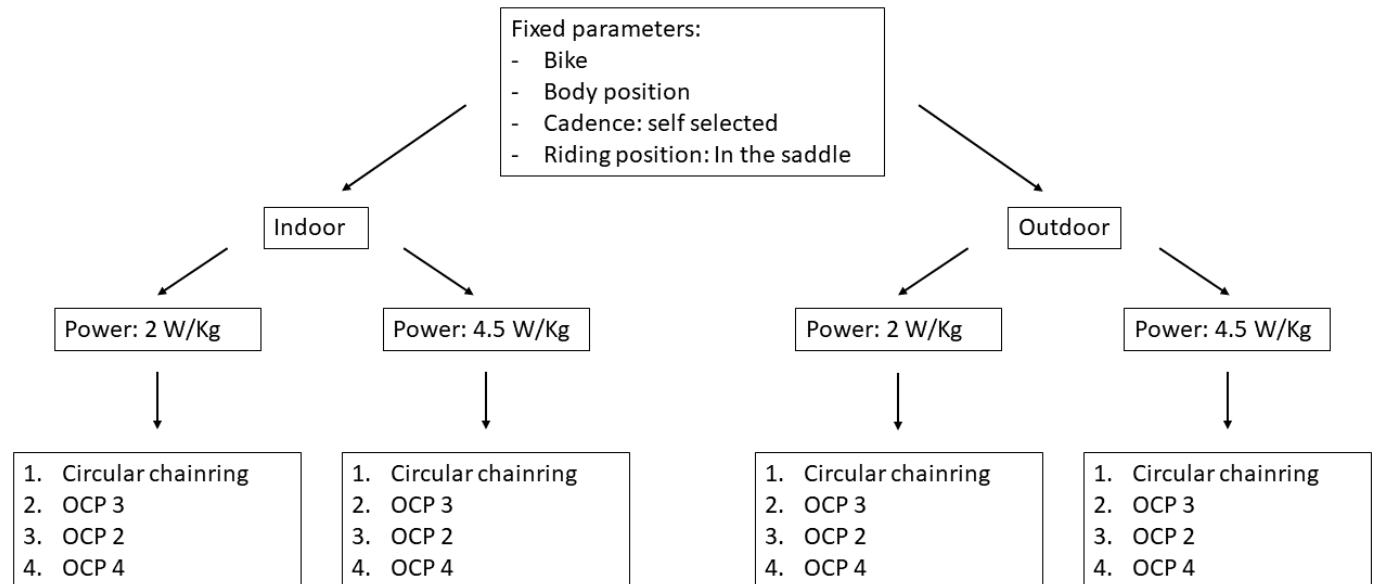 Fixed parameters:
- Bike
- Body position
- Cadence: self selected
- Riding position: In the saddle
Indoor
Outdoor
Power: 2 W/Kg
Power: 4.5 W/Kg
Power: 2 W/Kg
Power: 4.5 W/Kg
1. Circular chainring
2. OCP 3
3. OCP 2
4. OCP 4
1. Circular chainring
2. OCP 3
3. OCP 2
4. OCP 4
1. Circular chainring
2. OCP 3
3. OCP 2
4. OCP 4
1. Circular chainring
2. OCP 3
3. OCP 2
4. OCP 4